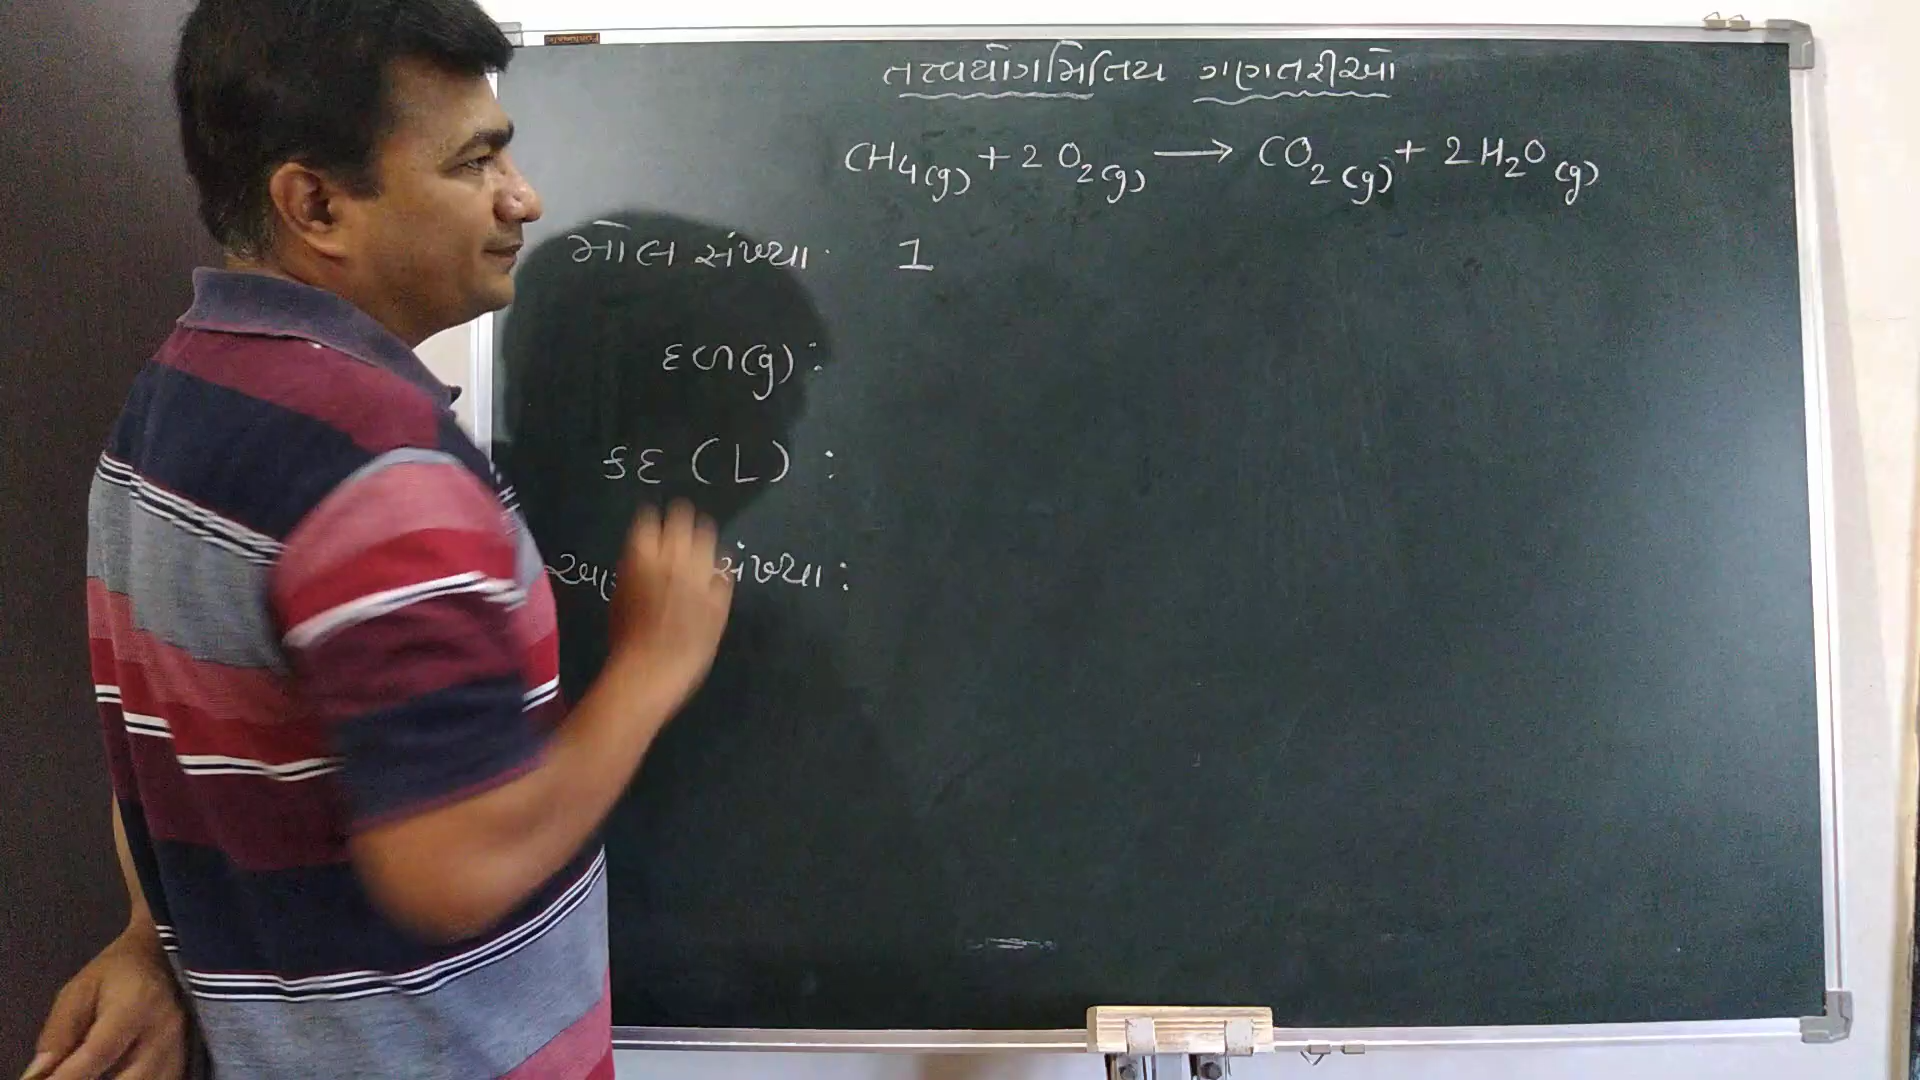 તત્ત્વયોગમિતિય ગણતરીઓ
CH₄(g) + 2 O₂(g) ⟶ CO₂(g) + 2 H₂O(g)
મોલ સંખ્યા. 1
દળ(g) :
કદ (L) :
સંખ્યા :